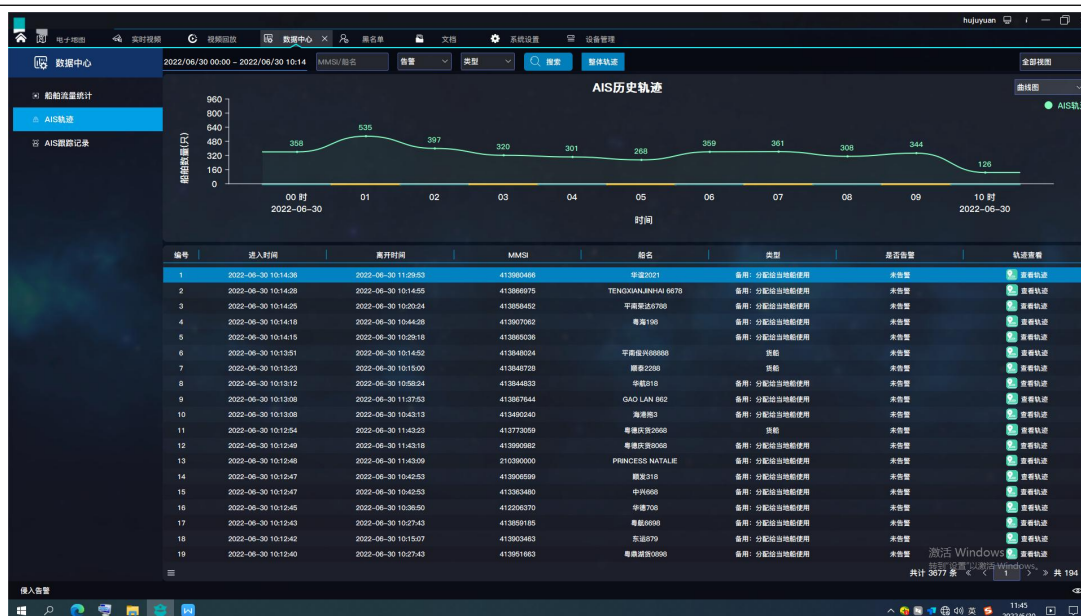 hujuyuan
电子地图 实时视频 视频回放 数据中心 × 黑名单 文档 系统设置 设备管理
数据中心
2022/06/30 00:00 - 2022/06/30 10:14 MMSI/船名 告警 类型 搜索 整体轨迹 全部视图
船舶流量统计
AIS轨迹
AIS跟踪记录
AIS历史轨迹
曲线图
AIS轨
船舶数量(只)
960
800
640
480
320
160
0
358 535 397 320 301 268 359 361 308 344 126
00 时 01 02 03 04 05 06 07 08 09 10 时
2022-06-30 2022-06-30
时间
编号 进入时间 离开时间 MMSI 船名 类型 是否告警 轨迹查看
1 2022-06-30 10:14:36 2022-06-30 11:29:53 413980466 华谊2021 备用：分配给当地船使用 未告警 查看轨迹
2 2022-06-30 10:14:28 2022-06-30 10:14:55 413866975 TENGXIANJINHAI 6678 备用：分配给当地船使用 未告警 查看轨迹
3 2022-06-30 10:14:25 2022-06-30 10:20:24 413858452 平南荣达6788 备用：分配给当地船使用 未告警 查看轨迹
4 2022-06-30 10:14:18 2022-06-30 10:44:28 413907062 粤海198 备用：分配给当地船使用 未告警 查看轨迹
5 2022-06-30 10:14:15 2022-06-30 10:29:18 413865036 备用：分配给当地船使用 未告警 查看轨迹
6 2022-06-30 10:13:51 2022-06-30 10:14:52 413848024 平南俊兴88888 货船 未告警 查看轨迹
7 2022-06-30 10:13:23 2022-06-30 10:15:00 413848728 顺泰2288 货船 未告警 查看轨迹
8 2022-06-30 10:13:12 2022-06-30 10:58:24 413844833 华航818 备用：分配给当地船使用 未告警 查看轨迹
9 2022-06-30 10:13:08 2022-06-30 11:37:53 413867644 GAO LAN 862 备用：分配给当地船使用 未告警 查看轨迹
10 2022-06-30 10:13:08 2022-06-30 10:43:13 413490240 海港拖3 备用：分配给当地船使用 未告警 查看轨迹
11 2022-06-30 10:12:54 2022-06-30 11:43:23 413773059 粤德庆货2668 货船 未告警 查看轨迹
12 2022-06-30 10:12:49 2022-06-30 11:43:18 413990982 粤德庆货8068 备用：分配给当地船使用 未告警 查看轨迹
13 2022-06-30 10:12:48 2022-06-30 11:43:09 210390000 PRINCESS NATALIE 备用：分配给当地船使用 未告警 查看轨迹
14 2022-06-30 10:12:47 2022-06-30 10:42:53 413906599 顺发318 备用：分配给当地船使用 未告警 查看轨迹
15 2022-06-30 10:12:47 2022-06-30 10:42:53 413363480 中兴668 备用：分配给当地船使用 未告警 查看轨迹
16 2022-06-30 10:12:45 2022-06-30 10:36:50 412206370 华德708 备用：分配给当地船使用 未告警 查看轨迹
17 2022-06-30 10:12:43 2022-06-30 10:27:43 413859185 粤航6698 备用：分配给当地船使用 未告警 查看轨迹
18 2022-06-30 10:12:42 2022-06-30 10:15:07 413903463 东运879 备用：分配给当地船使用 未告警 查看轨迹
19 2022-06-30 10:12:40 2022-06-30 10:27:43 413951663 粤鼎湖货0898 备用：分配给当地船使用 未告警 查看轨迹
激活 Windows
转到"设置"以激活 Windows。
共计 3677 条 « ‹ 1 › » 共 194
侵入告警
英
11:45
2022/6/30